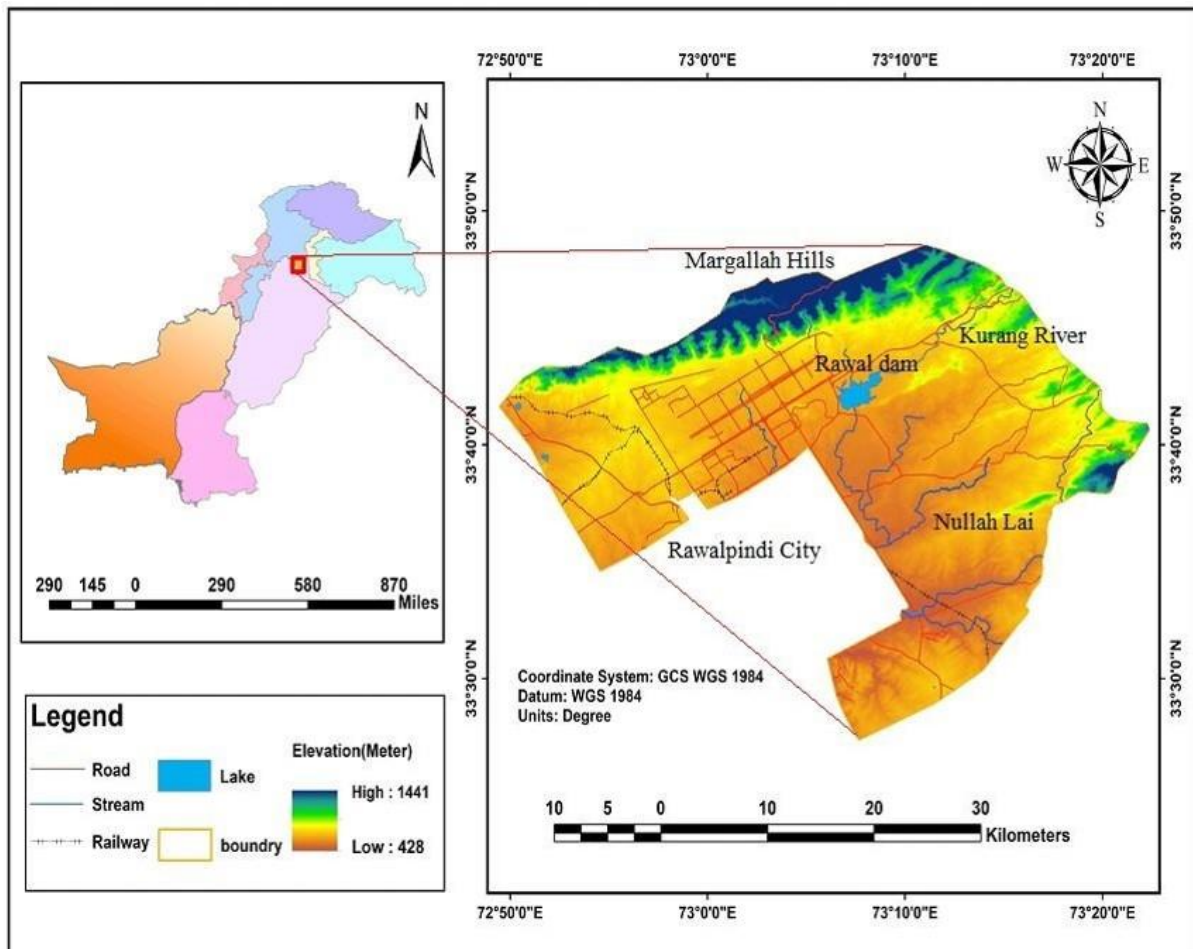 N
290 145 0 290 580 870
Miles
Legend
Road
Stream
Railway
Lake
boundry
Elevation(Meter)
High : 1441
Low : 428
72°50'0"E 73°0'0"E 73°10'0"E 73°20'0"E
33°50'0"N
33°40'0"N
33°30'0"N
N
W E
S
Margallah Hills
Kurang River
Rawal dam
Nullah Lai
Rawalpindi City
Coordinate System: GCS WGS 1984
Datum: WGS 1984
Units: Degree
10 5 0 10 20 30
Kilometers
33°50'0"N
33°40'0"N
33°30'0"N
72°50'0"E 73°0'0"E 73°10'0"E 73°20'0"E